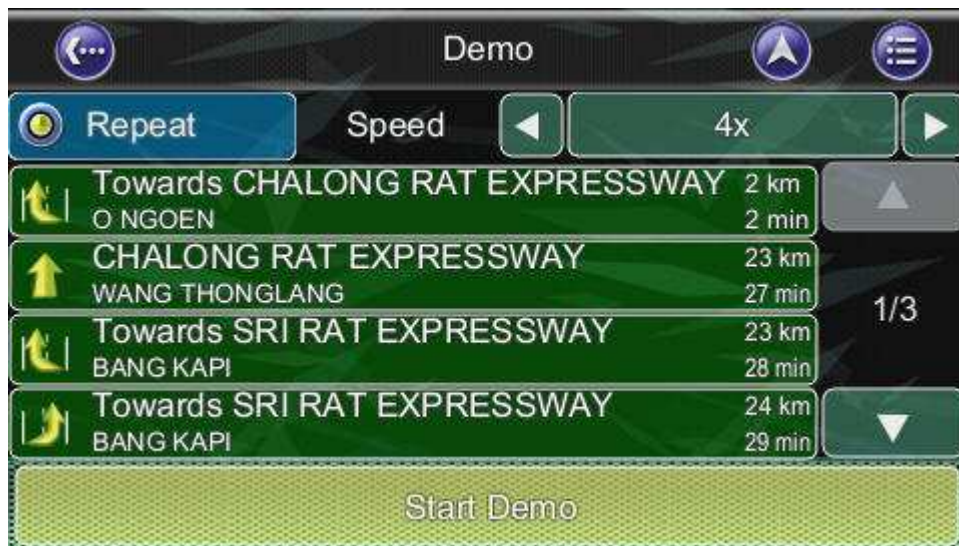 Demo
Repeat Speed 4x
Towards CHALONG RAT EXPRESSWAY 2 km
O NGOEN 2 min
CHALONG RAT EXPRESSWAY 23 km
WANG THONGLANG 27 min
1/3
Towards SRI RAT EXPRESSWAY 23 km
BANG KAPI 28 min
Towards SRI RAT EXPRESSWAY 24 km
BANG KAPI 29 min
Start Demo